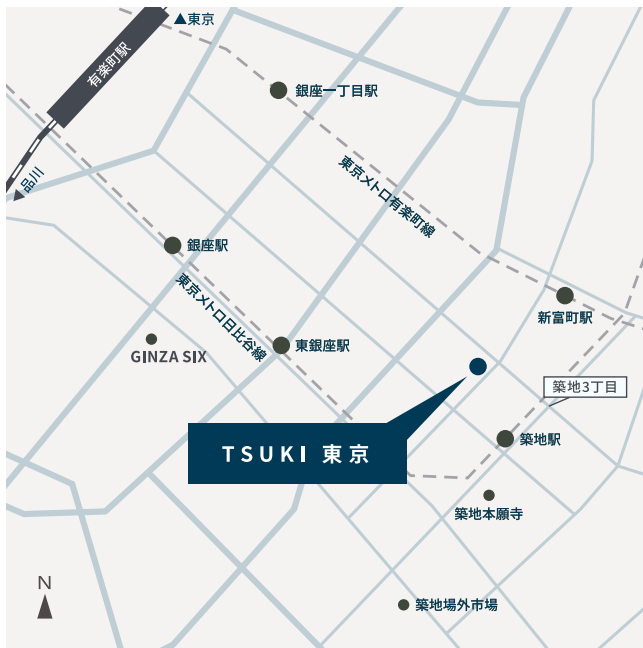 ▲東京
有楽町駅
銀座一丁目駅
品川
東京メトロ有楽町線
銀座駅
東京メトロ日比谷線
新富町駅
東銀座駅
GINZA SIX
築地3丁目
TSUKI 東京
築地駅
築地本願寺
N
築地場外市場